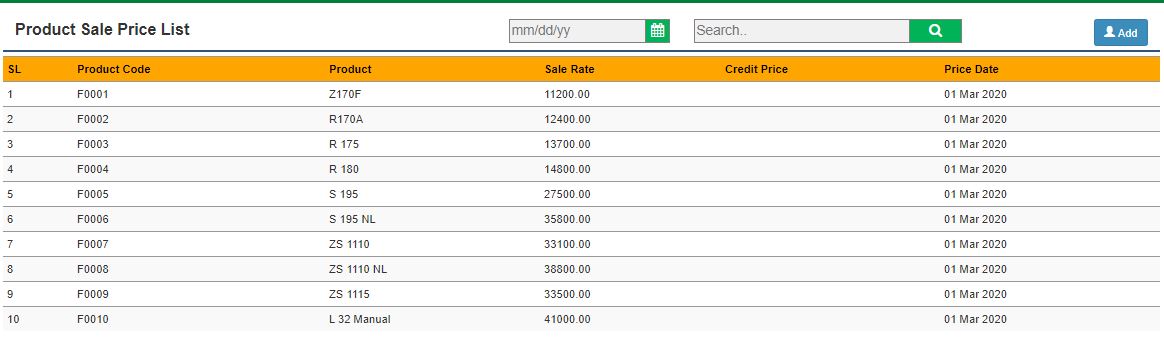 Product Sale Price List mm/dd/yy Search.. Add
SL Product Code Product Sale Rate Credit Price Price Date
1 F0001 Z170F 11200.00 01 Mar 2020
2 F0002 R170A 12400.00 01 Mar 2020
3 F0003 R 175 13700.00 01 Mar 2020
4 F0004 R 180 14800.00 01 Mar 2020
5 F0005 S 195 27500.00 01 Mar 2020
6 F0006 S 195 NL 35800.00 01 Mar 2020
7 F0007 ZS 1110 33100.00 01 Mar 2020
8 F0008 ZS 1110 NL 38800.00 01 Mar 2020
9 F0009 ZS 1115 33500.00 01 Mar 2020
10 F0010 L 32 Manual 41000.00 01 Mar 2020